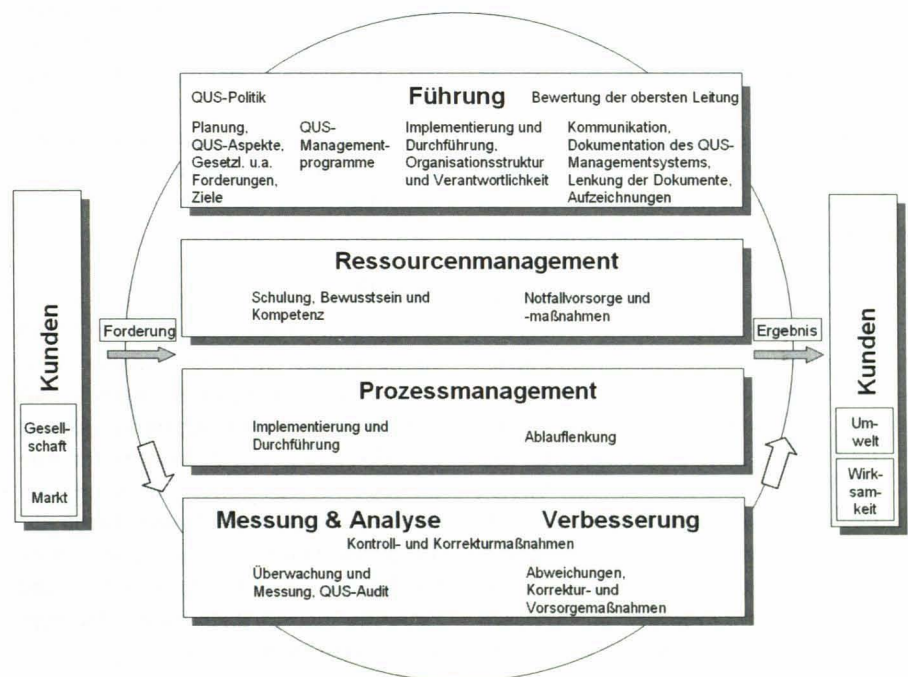 QUS-Politik
Führung
Bewertung der obersten Leitung
Planung,
QUS-Aspekte,
Gesetzl. u.a.
Forderungen,
Ziele
QUS-
Management-
programme
Implementierung und
Durchführung,
Organisationsstruktur
und Verantwortlichkeit
Kommunikation,
Dokumentation des QUS-
Managementsystems,
Lenkung der Dokumente,
Aufzeichnungen
Kunden
Gesell-
schaft
Markt
Forderung
Ressourcenmanagement
Schulung, Bewusstsein und
Kompetenz
Notfallvorsorge und
-maßnahmen
Prozessmanagement
Implementierung und
Durchführung
Ablauflenkung
Messung & Analyse
Verbesserung
Kontroll- und Korrekturmaßnahmen
Überwachung und
Messung, QUS-Audit
Abweichungen,
Korrektur- und
Vorsorgemaßnahmen
Ergebnis
Kunden
Um-
welt
Wirk-
sam-
keit